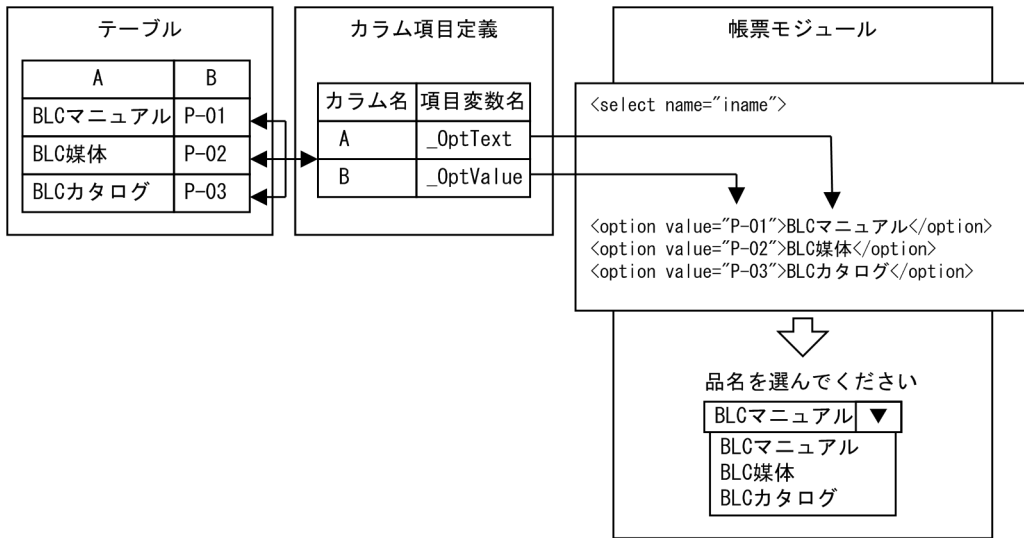 テーブル
A B
BLCマニュアル P-01
BLC媒体 P-02
BLCカタログ P-03
カラム項目定義
カラム名 項目変数名
A _OptText
B _OptValue
帳票モジュール
<select name="iname">
<option value="P-01">BLCマニュアル</option>
<option value="P-02">BLC媒体</option>
<option value="P-03">BLCカタログ</option>
品名を選んでください
BLCマニュアル ▼
BLCマニュアル
BLC媒体
BLCカタログ